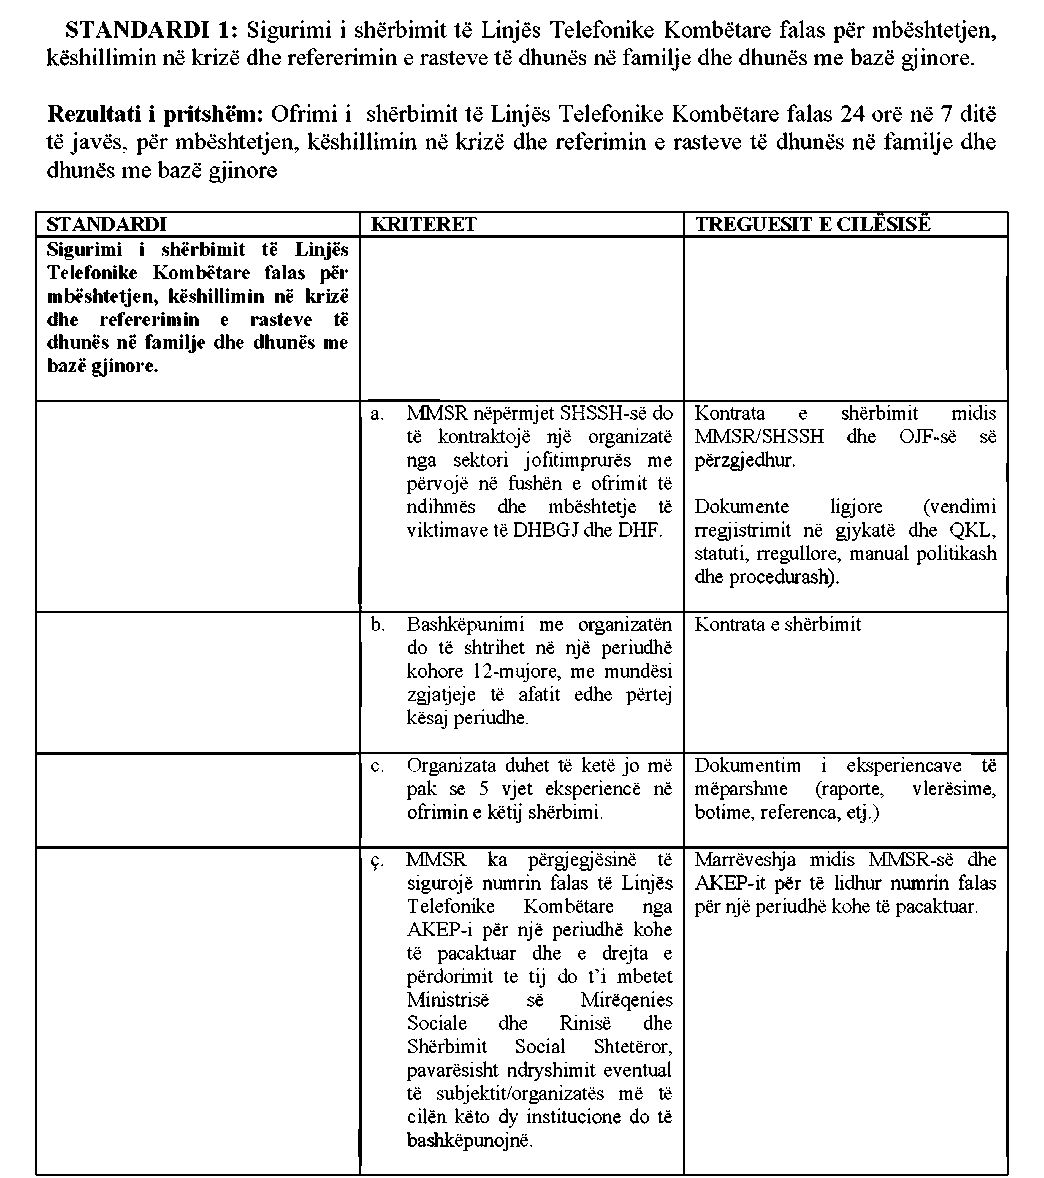 STANDARDI 1: Sigurimi i shërbimit të Linjës Telefonike Kombëtare falas për mbështetjen,
këshillimin në krizë dhe refererimin e rasteve të dhunës në familje dhe dhunës me bazë gjinore.
Rezultati i pritshëm: Ofrimi i shërbimit të Linjës Telefonike Kombëtare falas 24 orë në 7 ditë
të javës, për mbështetjen, këshillimin në krizë dhe referimin e rasteve të dhunës në familje dhe
dhunës me bazë gjinore
STANDARDI
KRITERET
TREGUESIT E CILËSISË
Sigurimi i shërbimit të Linjës
Telefonike Kombëtare falas për
mbështetjen, këshillimin në krizë
dhe refererimin e rasteve të
dhunës në familje dhe dhunës me
bazë gjinore.
a. MMSR nëpërmjet SHSSH-së do
të kontraktojë një organizatë
nga sektori jofitimprurës me
përvojë në fushën e ofrimit të
ndihmës dhe mbështetje të
viktimave të DHBGJ dhe DHF.
Kontrata e shërbimit midis
MMSR/SHSSH dhe OJF-së së
përzgjedhur.
Dokumente ligjore (vendimi
rregjistrimit në gjykatë dhe QKL,
statuti, rregullore, manual politikash
dhe procedurash).
b. Bashkëpunimi me organizatën
do të shtrihet në një periudhë
kohore 12-mujore, me mundësi
zgjatjeje të afatit edhe përtej
kësaj periudhe.
Kontrata e shërbimit
c. Organizata duhet të ketë jo më
pak se 5 vjet eksperiencë në
ofrimin e këtij shërbimi.
Dokumentim i eksperiencave të
mëparshme (raporte, vlerësime,
botime, referenca, etj.)
ç. MMSR ka përgjegjësinë të
sigurojë numrin falas të Linjës
Telefonike Kombëtare nga
AKEP-i për një periudhë kohe
të pacaktuar dhe e drejta e
përdorimit te tij do t'i mbetet
Ministrisë së Mirëqenies
Sociale dhe Rinisë dhe
Shërbimit Social Shtetëror,
pavarësisht ndryshimit eventual
të subjektit/organizatës më të
cilën këto dy institucione do të
bashkëpunojnë.
Marrëveshja midis MMSR-së dhe
AKEP-it për të lidhur numrin falas
për një periudhë kohe të pacaktuar.